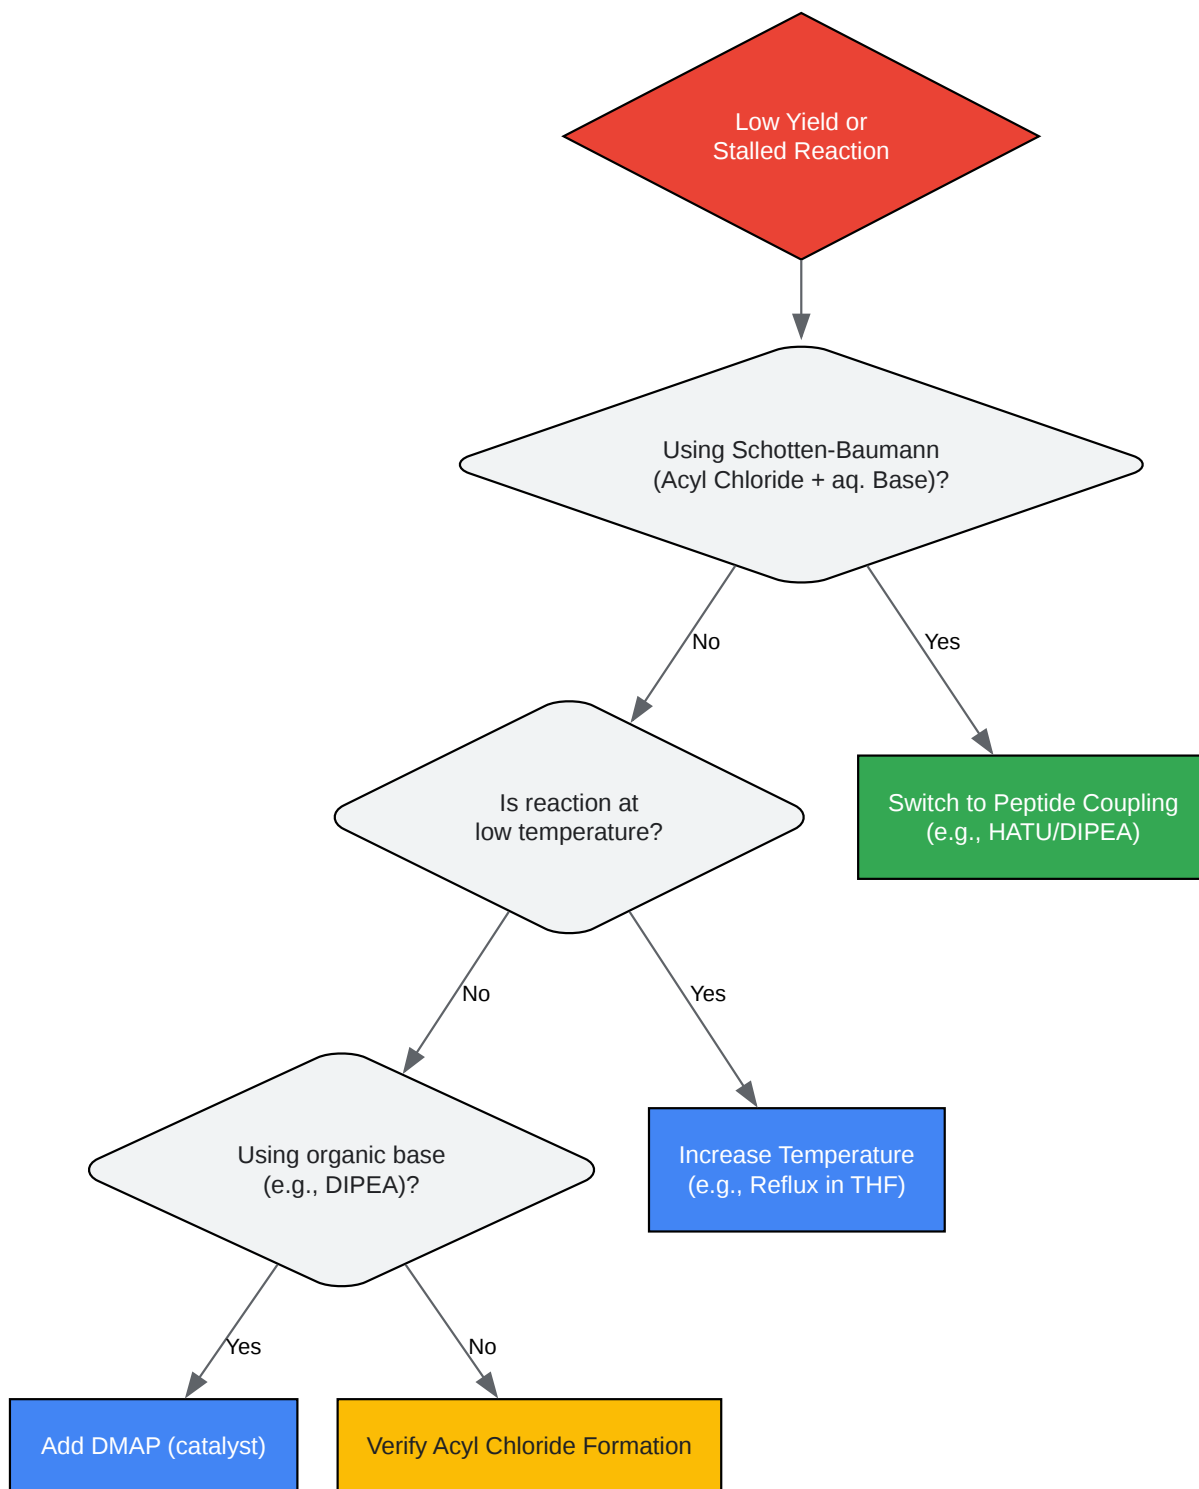 Low Yield or
Stalled Reaction
Using Schotten-Baumann
(Acyl Chloride + aq. Base)?
No
Yes
Is reaction at
low temperature?
Switch to Peptide Coupling
(e.g., HATU/DIPEA)
No
Yes
Using organic base
(e.g., DIPEA)?
Increase Temperature
(e.g., Reflux in THF)
Yes
No
Add DMAP (catalyst)
Verify Acyl Chloride Formation